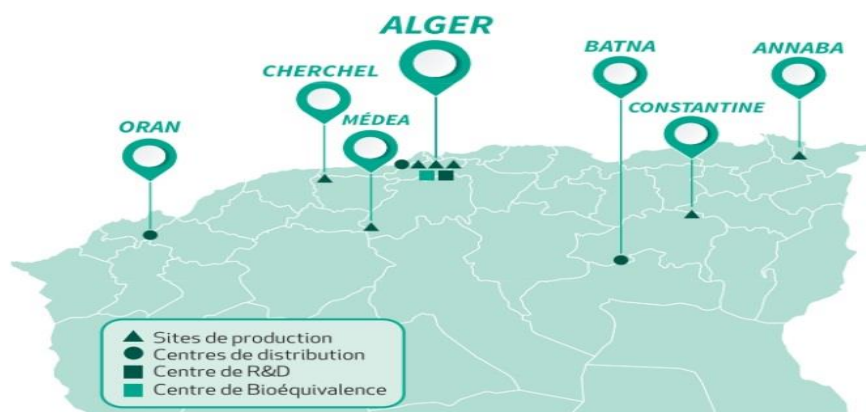 ALGER
BATNA
ANNABA
CHERCHEL
CONSTANTINE
MÉDEA
ORAN
Sites de production
Centres de distribution
Centre de R&D
Centre de Bioéquivalence